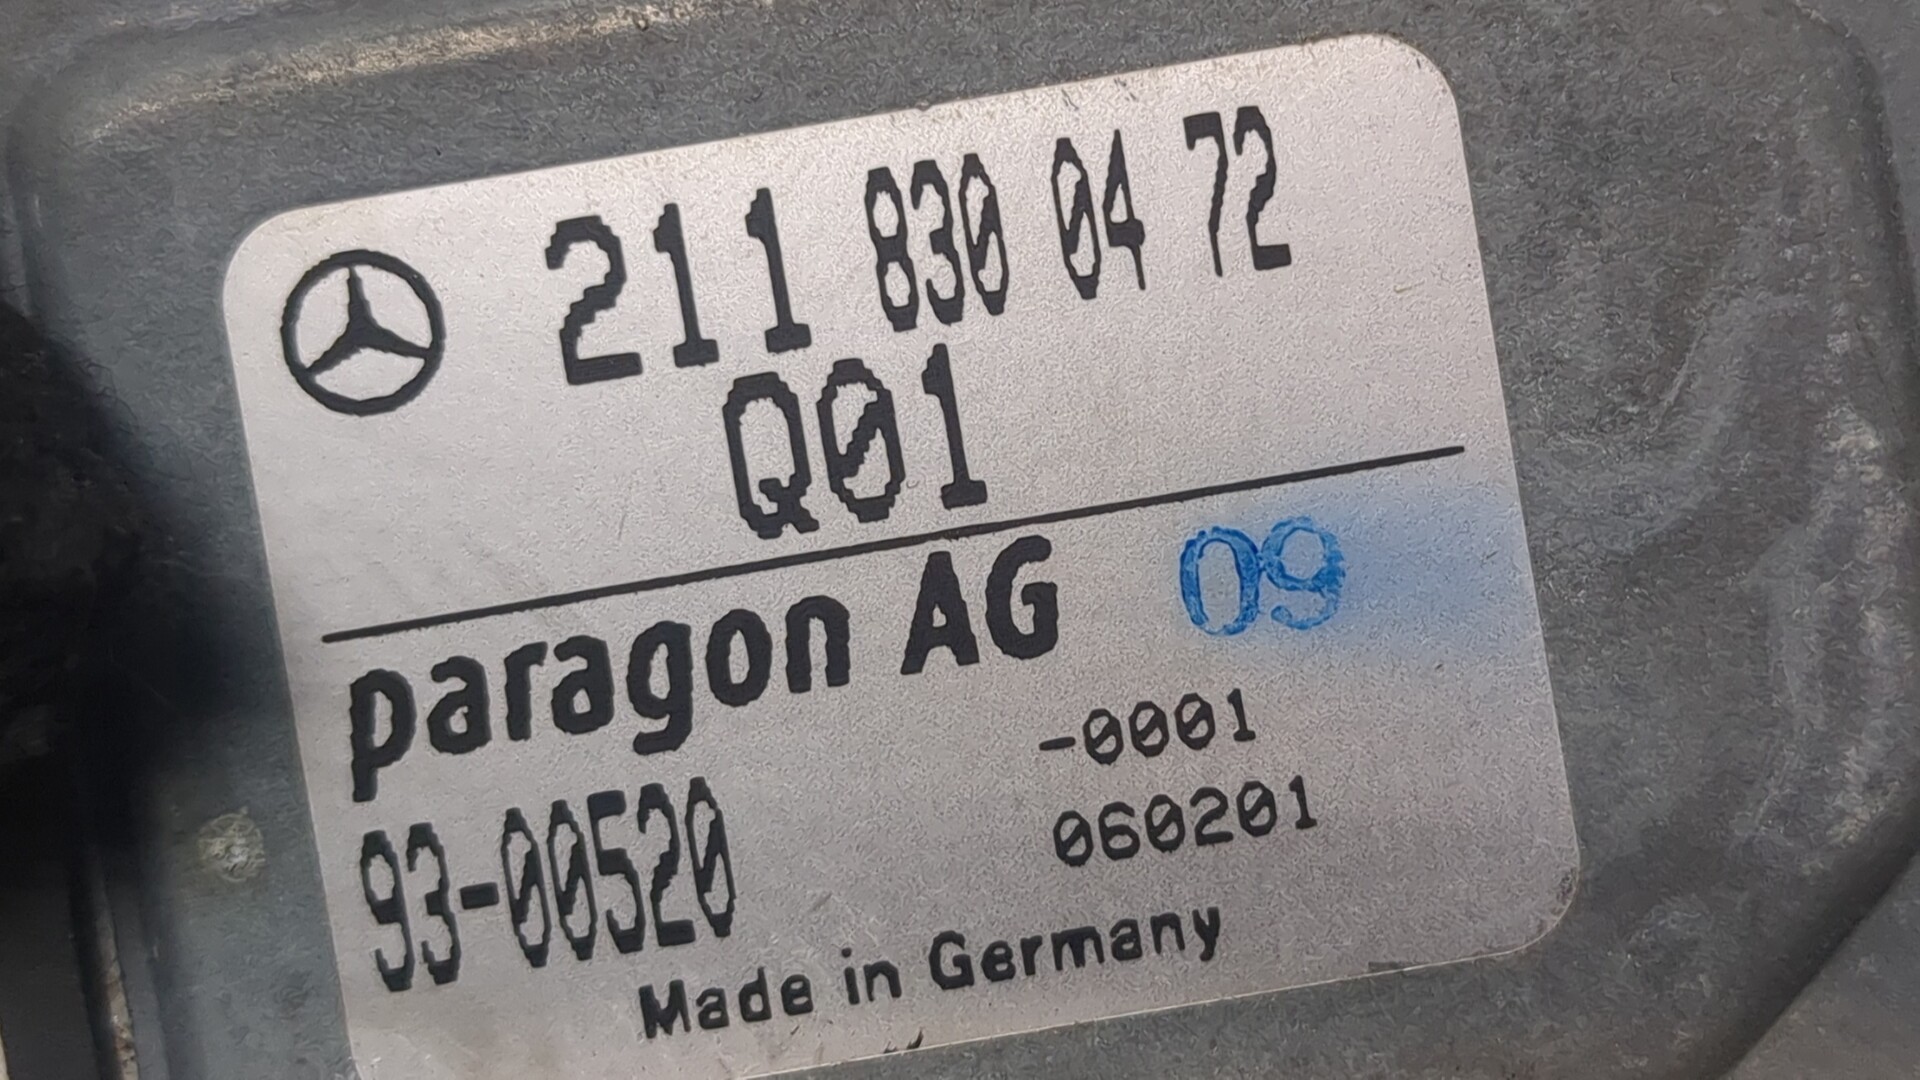 211 830 04 72
Q01
paragon AG 09
93-00520 -0001
060201
Made in Germany